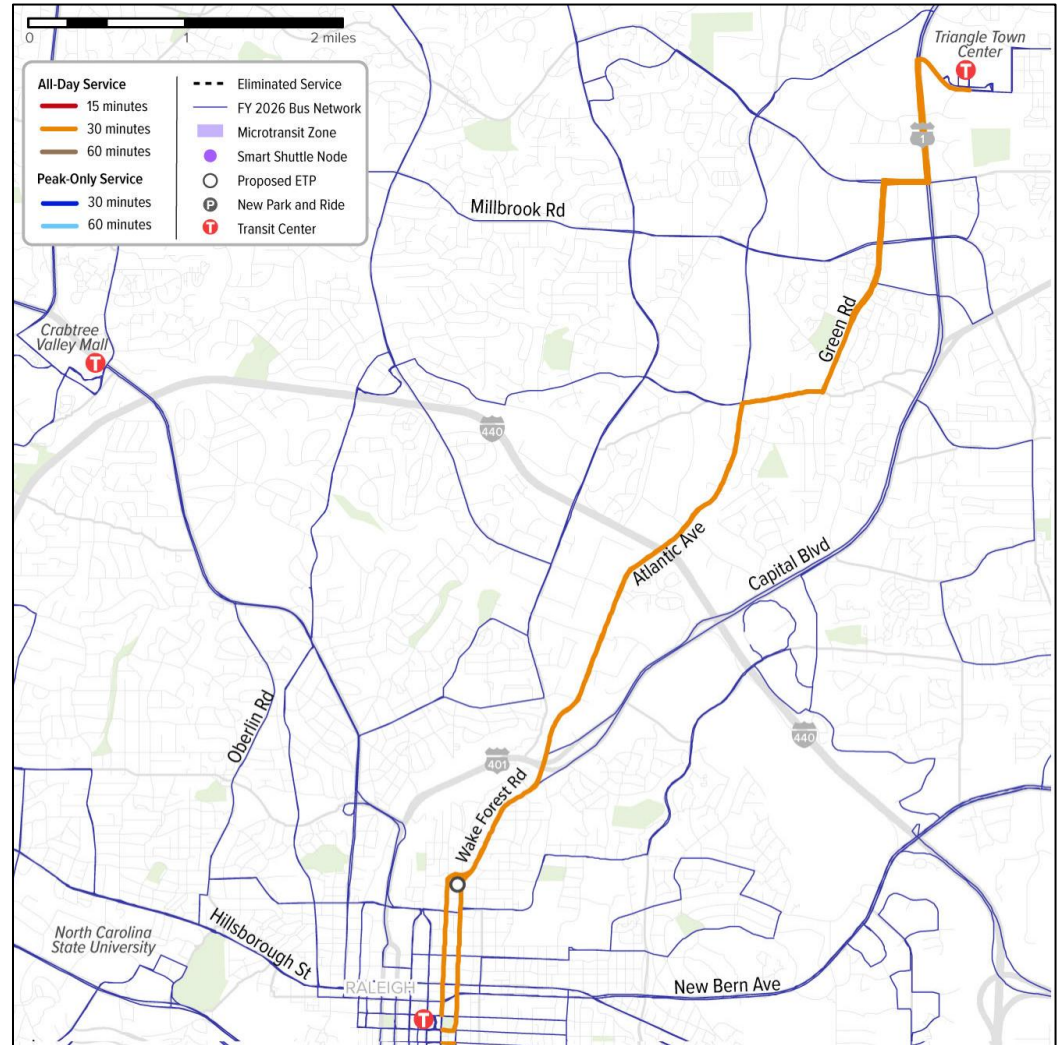 0 1 2 miles
All-Day Service
15 minutes
30 minutes
60 minutes
Peak-Only Service
30 minutes
60 minutes
Eliminated Service
FY 2026 Bus Network
Microtransit Zone
Smart Shuttle Node
Proposed ETP
P New Park and Ride
T Transit Center
Triangle Town
Center
T
1
Millbrook Rd
Green Rd
Crabtree
Valley Mall
T
440
Atlantic Ave
Capital Blvd
Oberlin Rd
440
401
Wake Forest Rd
North Carolina
State University
Hillsborough St
RALEIGH
New Bern Ave
T